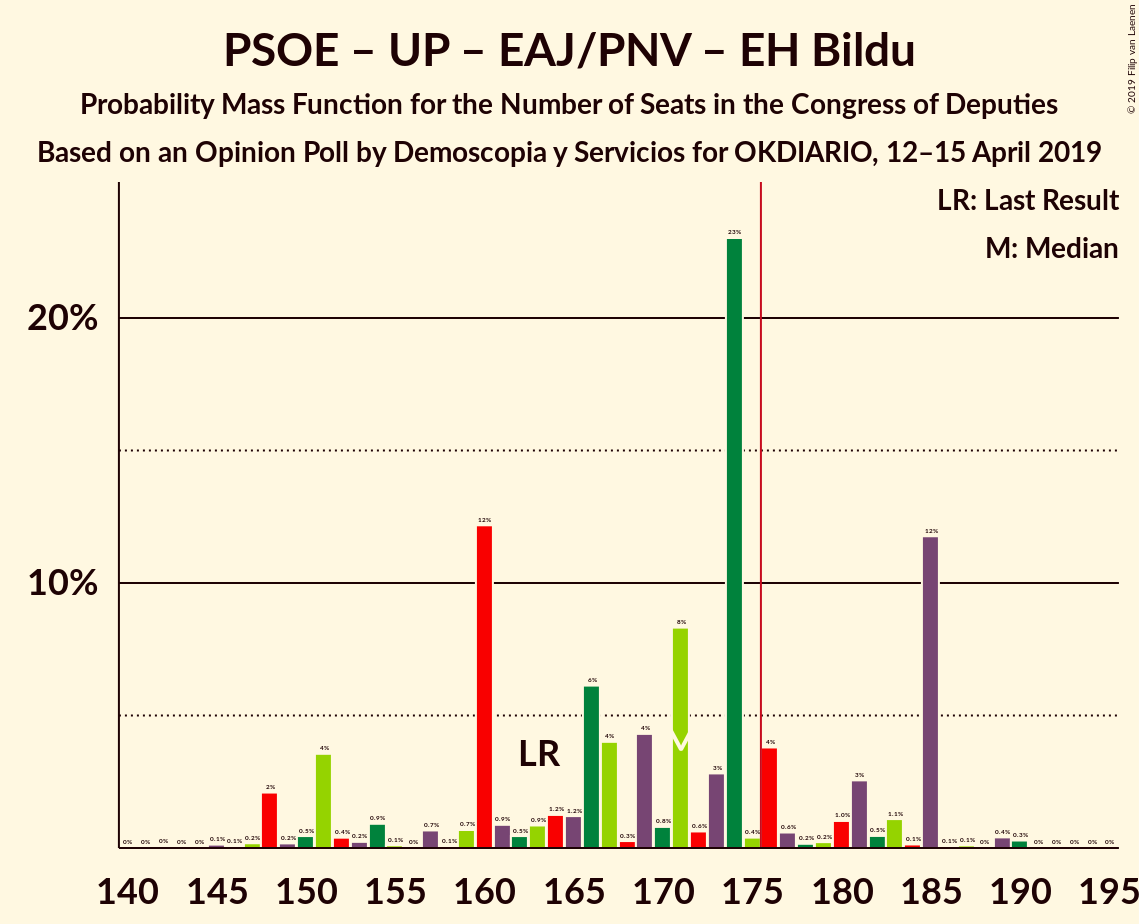 PSOE – UP – EAJ/PNV – EH Bildu
Probability Mass Function for the Number of Seats in the Congress of Deputies
Based on an Opinion Poll by Demoscopia y Servicios for OKDIARIO, 12–15 April 2019
© 2019 Filip van Laenen
LR: Last Result
M: Median
20%
10%
0% 0% 0% 0% 0% 0.1% 0.1% 0.2% 2% 0.2% 0.5% 4% 0.4% 0.2% 0.9% 0.1% 0% 0.7% 0.1% 0.7% 12% 0.9% 0.5% 0.9% 1.2% 1.2% 6% 4% 0.3% 4% 0.8% 8% 0.6% 3% 23% 0.4% 4% 0.6% 0.2% 0.2% 1.0% 3% 0.5% 1.1% 0.1% 12% 0.1% 0.1% 0% 0.4% 0.3% 0% 0% 0% 0% 0%
LR
140 145 150 155 160 165 170 175 180 185 190 195